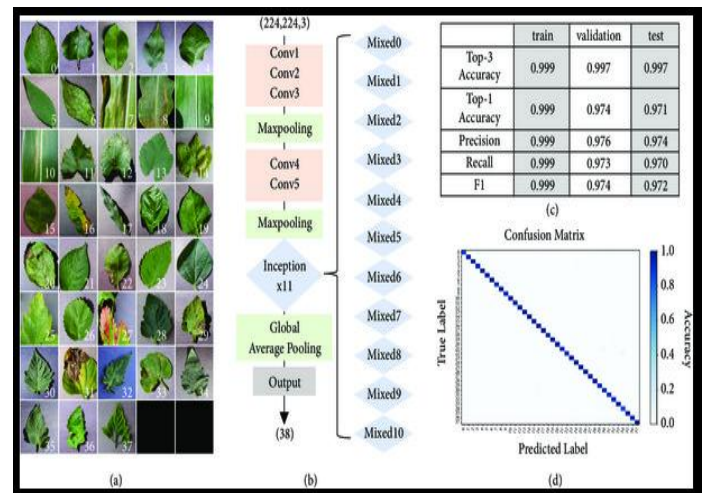 0 1 2 3 4
5 6 7 8 9
10 11 12 13 14
15 16 17 18 19
20 21 22 23 24
25 26 27 28 29
30 31 32 33 34
35 36 37
(a)
(224,224,3)
Conv1
Conv2
Conv3
Maxpooling
Conv4
Conv5
Maxpooling
Inception
x11
Global
Average Pooling
Output
(38)
Mixed0
Mixed1
Mixed2
Mixed3
Mixed4
Mixed5
Mixed6
Mixed7
Mixed8
Mixed9
Mixed10
(b)
train validation test
Top-3
Accuracy 0.999 0.997 0.997
Top-1
Accuracy 0.999 0.974 0.971
Precision 0.999 0.976 0.974
Recall 0.999 0.973 0.970
F1 0.999 0.974 0.972
(c)
Confusion Matrix
True Label
Predicted Label
1.0
0.8
0.6
0.4
0.2
0.0
Accuracy
(d)